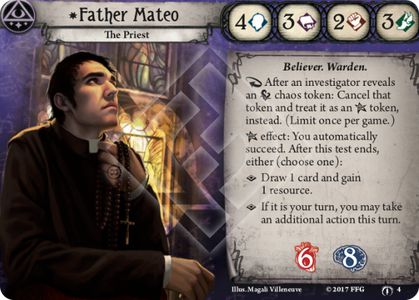 *Father Mateo
The Priest
4 3 2 3
Believer. Warden.
After an investigator reveals
an chaos token: Cancel that
token and treat it as an token,
instead. (Limit once per game.)
effect: You automatically
succeed. After this test ends,
either (choose one):
Draw 1 card and gain
1 resource.
If it is your turn, you may take
an additional action this turn.
6 8
Illus. Magali Villeneuve © 2017 FFG 4